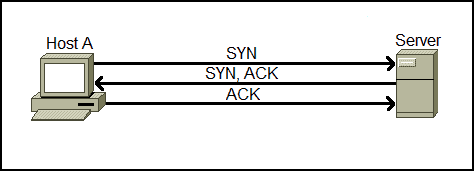 Host A
Server
SYN
SYN, ACK
ACK